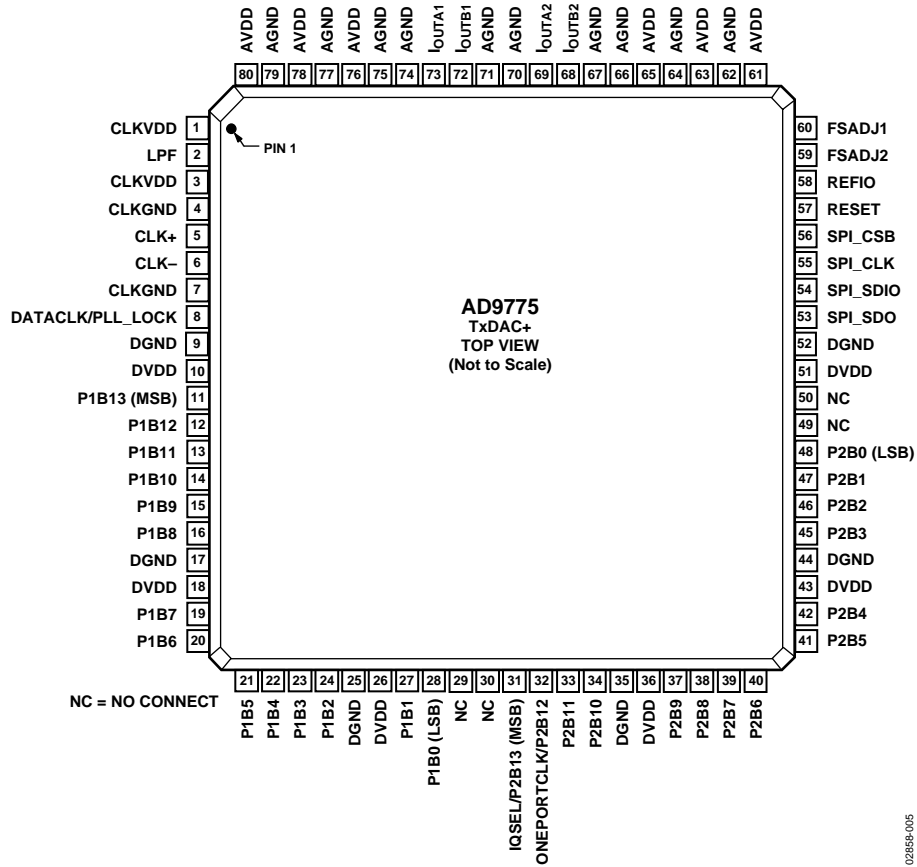 AVDD AGND AVDD AGND AVDD AGND AGND IOUTA1 IOUTB1 AGND AGND IOUTA2 IOUTB2 AGND AGND AVDD AGND AVDD AGND AVDD
80 79 78 77 76 75 74 73 72 71 70 69 68 67 66 65 64 63 62 61
CLKVDD 1
LPF 2
CLKVDD 3
CLKGND 4
CLK+ 5
CLK– 6
CLKGND 7
DATACLK/PLL_LOCK 8
DGND 9
DVDD 10
P1B13 (MSB) 11
P1B12 12
P1B11 13
P1B10 14
P1B9 15
P1B8 16
DGND 17
DVDD 18
P1B7 19
P1B6 20
PIN 1
AD9775
TxDAC+
TOP VIEW
(Not to Scale)
60 FSADJ1
59 FSADJ2
58 REFIO
57 RESET
56 SPI_CSB
55 SPI_CLK
54 SPI_SDIO
53 SPI_SDO
52 DGND
51 DVDD
50 NC
49 NC
48 P2B0 (LSB)
47 P2B1
46 P2B2
45 P2B3
44 DGND
43 DVDD
42 P2B4
41 P2B5
21 22 23 24 25 26 27 28 29 30 31 32 33 34 35 36 37 38 39 40
P1B5 P1B4 P1B3 P1B2 DGND DVDD P1B1 P1B0 (LSB) NC NC IQSEL/P2B13 (MSB) ONEPORTCLK/P2B12 P2B11 P2B10 DGND DVDD P2B9 P2B8 P2B7 P2B6
NC = NO CONNECT
02858-005